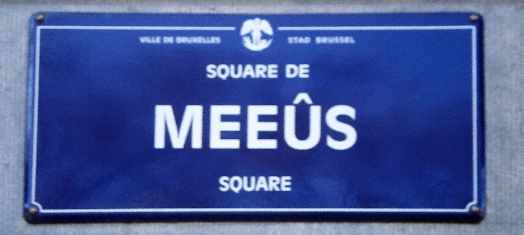 VILLE DE BRUXELLES STAD BRUSSEL
SQUARE DE
MEEÛS
SQUARE